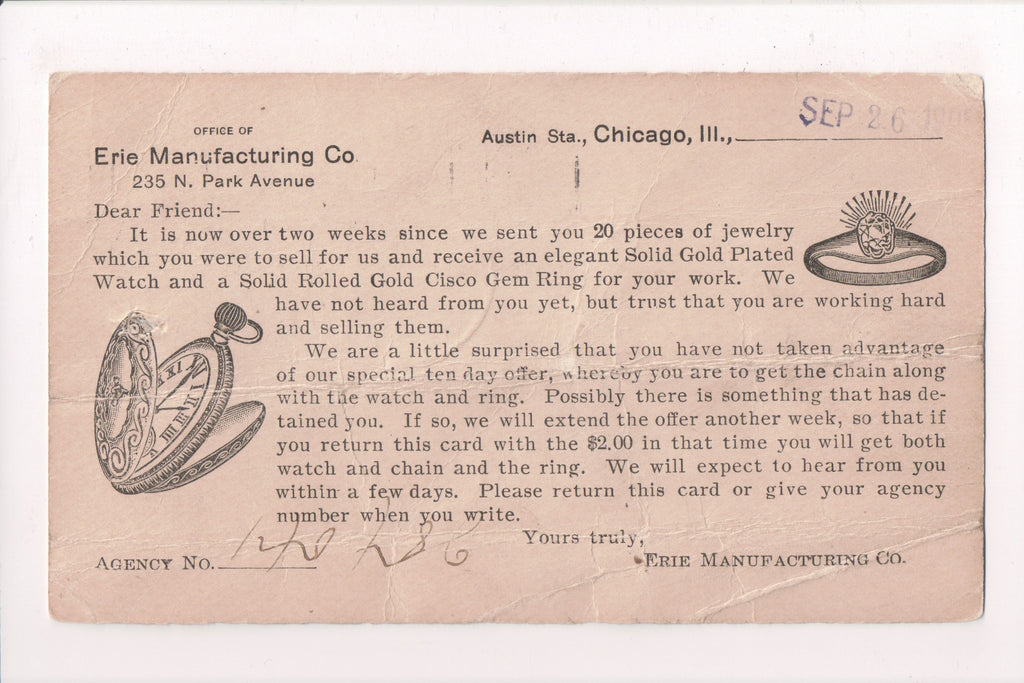 OFFICE OF
Erie Manufacturing Co.
235 N. Park Avenue
Austin Sta., Chicago, Ill.,
SEP 26
Dear Friend:—
It is now over two weeks since we sent you 20 pieces of jewelry
which you were to sell for us and receive an elegant Solid Gold Plated
Watch and a Solid Rolled Gold Cisco Gem Ring for your work. We
have not heard from you yet, but trust that you are working hard
and selling them.
We are a little surprised that you have not taken advantage
of our special ten day offer, whereby you are to get the chain along
with the watch and ring. Possibly there is something that has de-
tained you. If so, we will extend the offer another week, so that if
you return this card with the $2.00 in that time you will get both
watch and chain and the ring. We will expect to hear from you
within a few days. Please return this card or give your agency
number when you write.
Yours truly,
AGENCY NO.
ERIE MANUFACTURING CO.